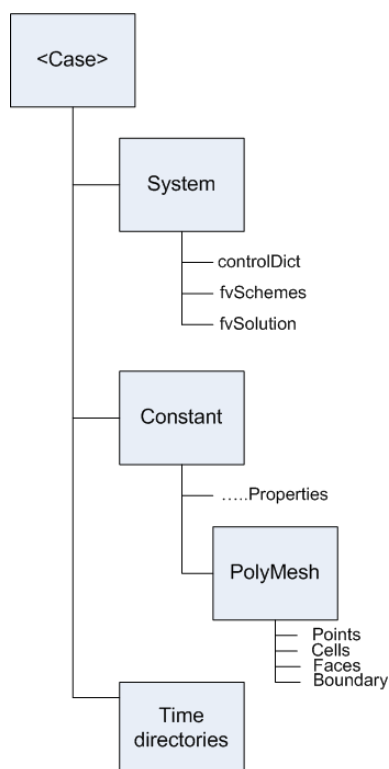 <Case>
System
controlDict
fvSchemes
fvSolution
Constant
.....Properties
PolyMesh
Points
Cells
Faces
Boundary
Time
directories